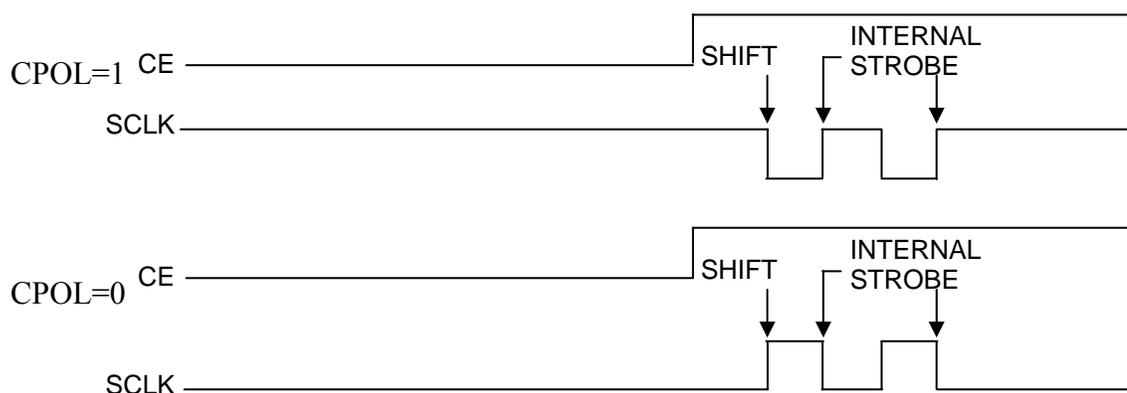 INTERNAL
SHIFT STROBE
CPOL=1 CE
SCLK
INTERNAL
SHIFT STROBE
CPOL=0 CE
SCLK